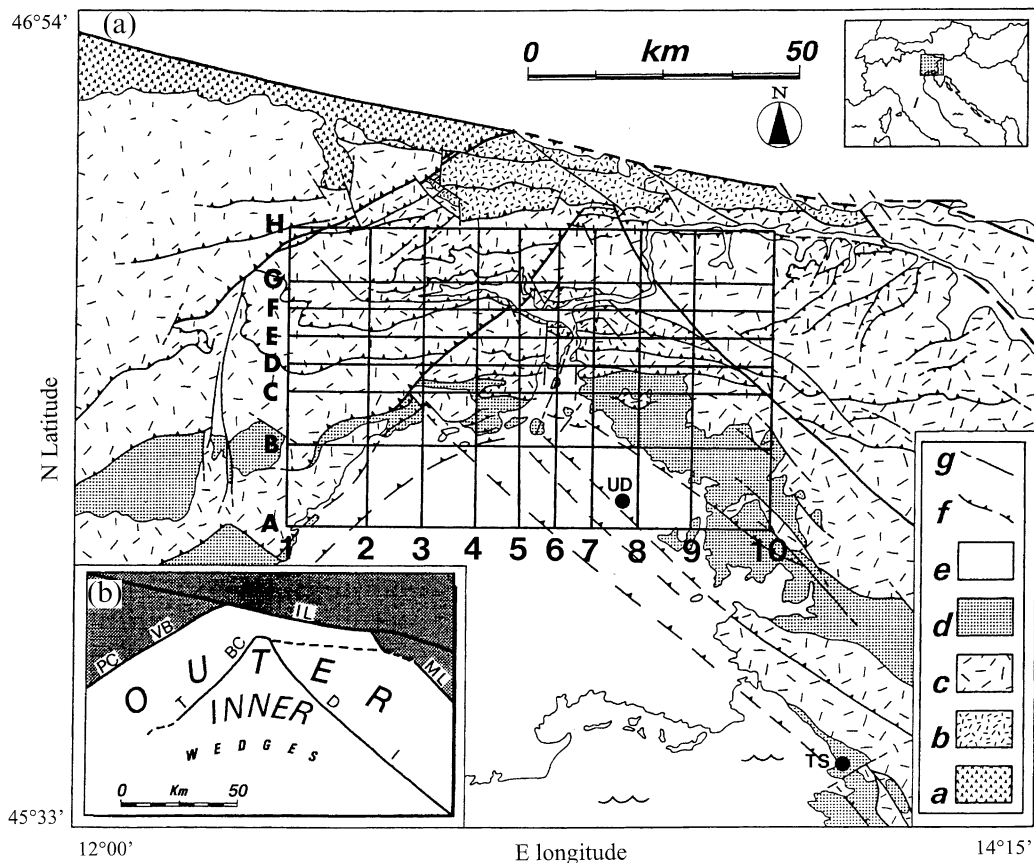 46°54'
(a)
0 km 50
N
H
G
F
E
D
C
B
A
1 2 3 4 5 6 7 8 9 10
UD
TS
N Latitude
g
f
e
d
c
b
a
(b)
IL
VB
PC
BC
ML
OUTER
T
D
I
INNER
WEDGES
0 Km 50
45°33'
12°00'
E longitude
14°15'